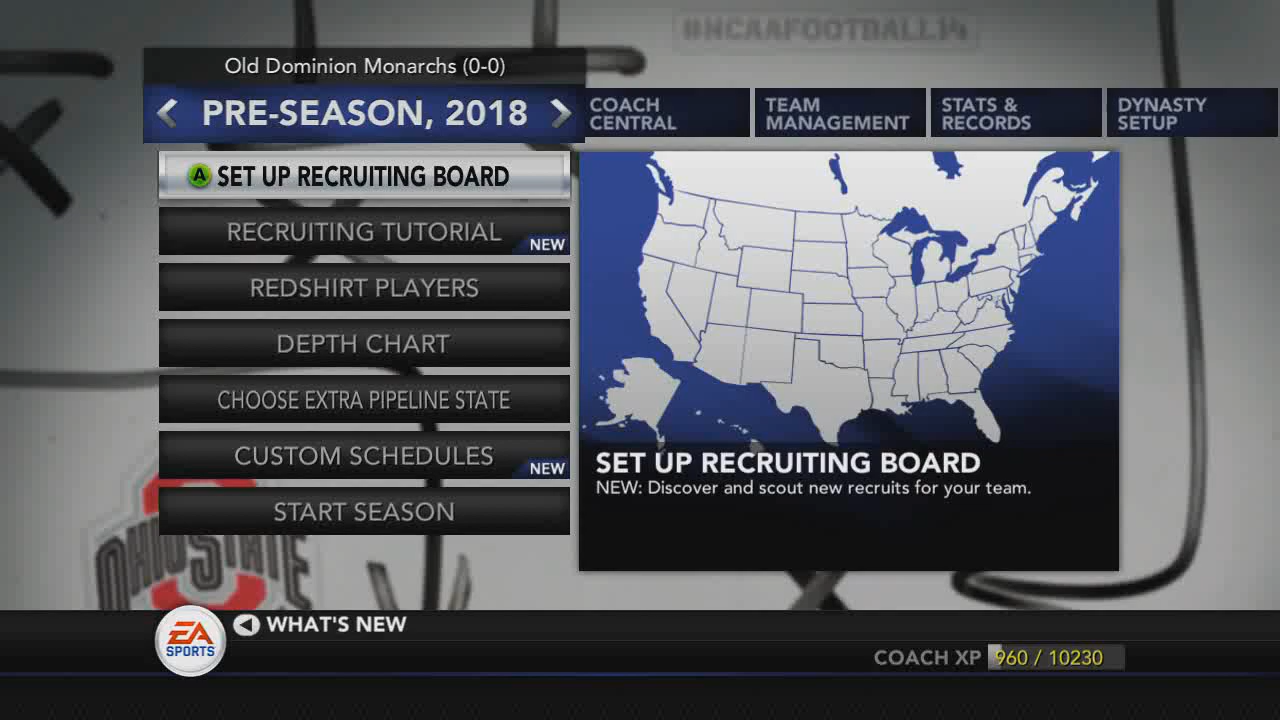 #NCAAFOOTBALL14
Old Dominion Monarchs (0-0)
PRE-SEASON, 2018
COACH
CENTRAL
TEAM
MANAGEMENT
STATS &
RECORDS
DYNASTY
SETUP
A SET UP RECRUITING BOARD
RECRUITING TUTORIAL
NEW
REDSHIRT PLAYERS
DEPTH CHART
CHOOSE EXTRA PIPELINE STATE
CUSTOM SCHEDULES
NEW
START SEASON
SET UP RECRUITING BOARD
NEW: Discover and scout new recruits for your team.
OHIO STATE
EA
SPORTS
WHAT'S NEW
COACH XP 960 / 10230